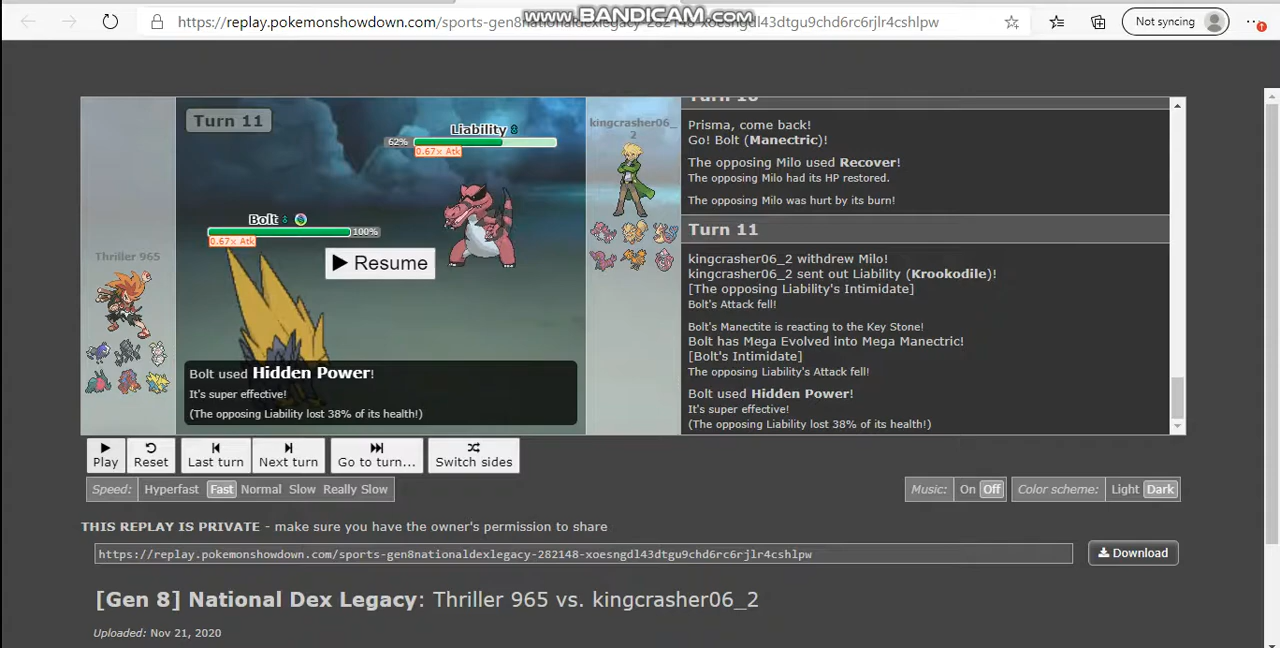 www.BANDICAM.com
https://replay.pokemonshowdown.com/sports-gen8nationaldexlegacy-282148-xoesngdl43dtgu9chd6rc6rjlr4cshlpw
Not syncing
Turn 11
Liability
62%
0.67x Atk
Bolt
100%
0.67x Atk
Resume
Thriller 965
kingcrasher06_
2
Bolt used Hidden Power!
It's super effective!
(The opposing Liability lost 38% of its health!)
Turn 10
Prisma, come back!
Go! Bolt (Manectric)!
The opposing Milo used Recover!
The opposing Milo had its HP restored.
The opposing Milo was hurt by its burn!
Turn 11
kingcrasher06_2 withdrew Milo!
kingcrasher06_2 sent out Liability (Krookodile)!
[The opposing Liability's Intimidate]
Bolt's Attack fell!
Bolt's Manectite is reacting to the Key Stone!
Bolt has Mega Evolved into Mega Manectric!
[Bolt's Intimidate]
The opposing Liability's Attack fell!
Bolt used Hidden Power!
It's super effective!
(The opposing Liability lost 38% of its health!)
Play Reset Last turn Next turn Go to turn... Switch sides
Speed: Hyperfast Fast Normal Slow Really Slow
Music: On Off Color scheme: Light Dark
THIS REPLAY IS PRIVATE - make sure you have the owner's permission to share
https://replay.pokemonshowdown.com/sports-gen8nationaldexlegacy-282148-xoesngdl43dtgu9chd6rc6rjlr4cshlpw
Download
[Gen 8] National Dex Legacy: Thriller 965 vs. kingcrasher06_2
Uploaded: Nov 21, 2020